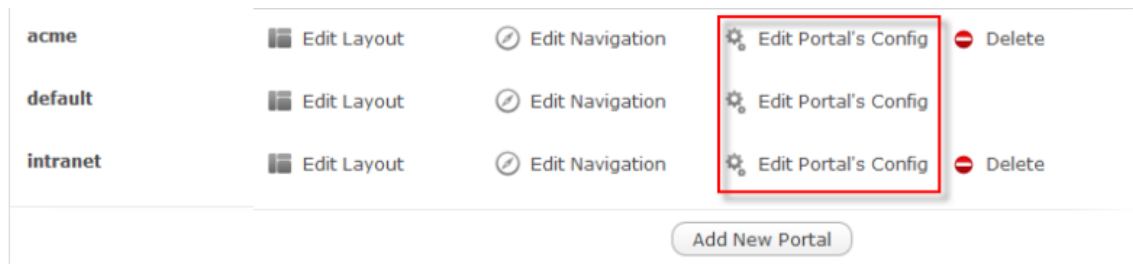 acme Edit Layout Edit Navigation Edit Portal's Config Delete
default Edit Layout Edit Navigation Edit Portal's Config
intranet Edit Layout Edit Navigation Edit Portal's Config Delete
Add New Portal